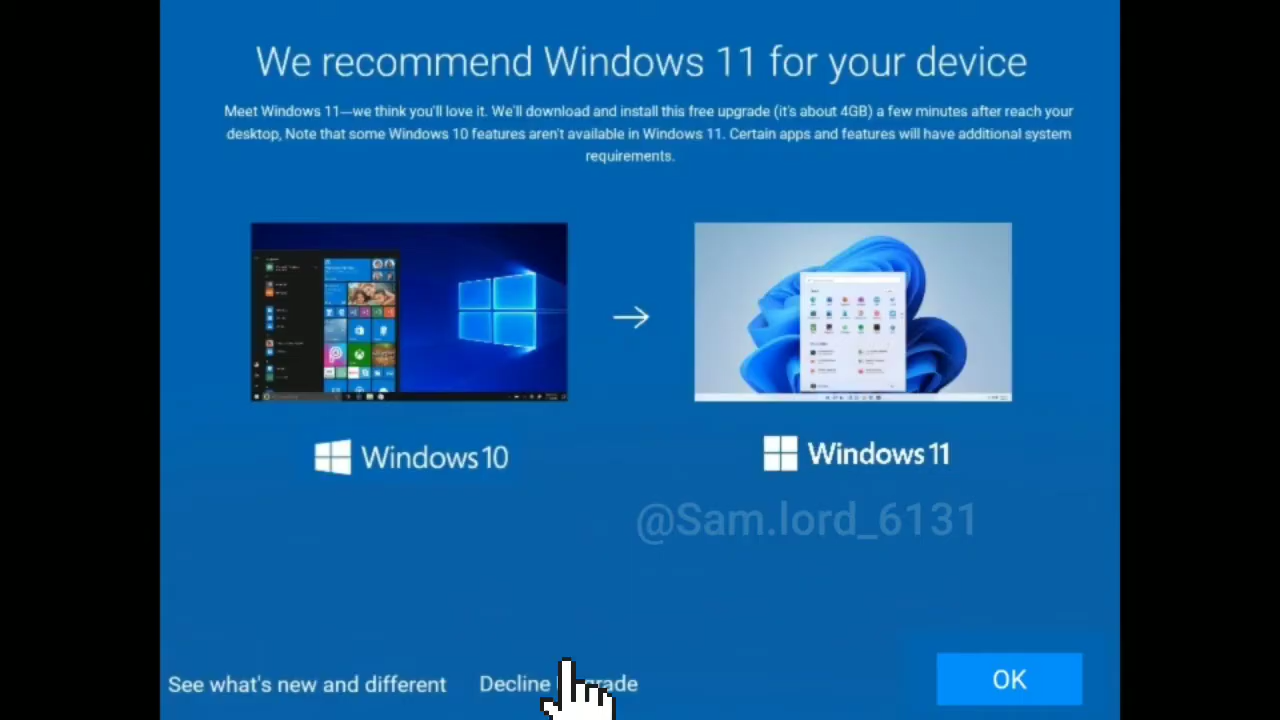 We recommend Windows 11 for your device
Meet Windows 11—we think you'll love it. We'll download and install this free upgrade (it's about 4GB) a few minutes after reach your
desktop, Note that some Windows 10 features aren't available in Windows 11. Certain apps and features will have additional system
requirements.
Windows 10
Windows 11
@Sam.lord_6131
See what's new and different
Decline
OK